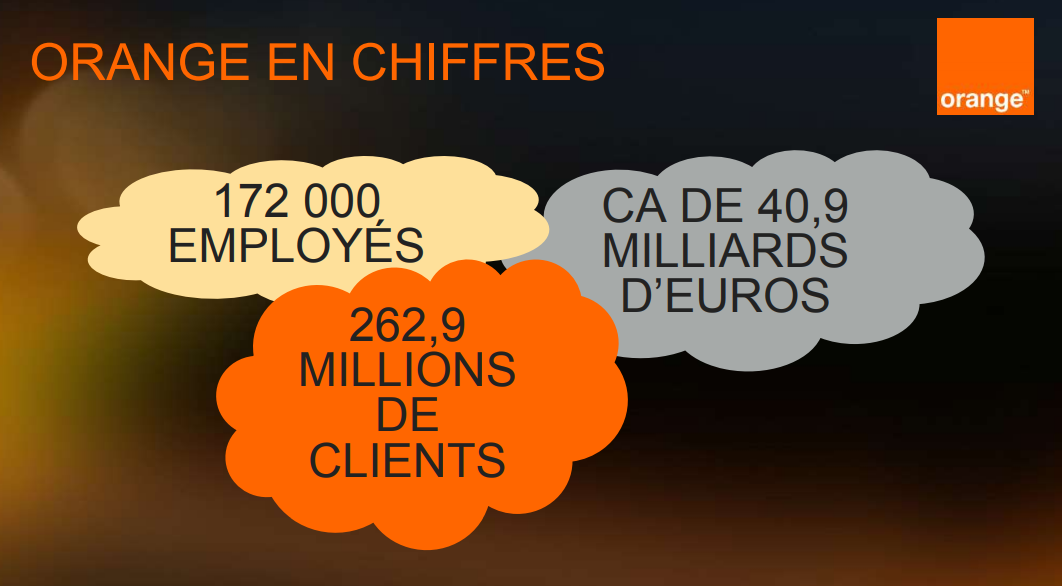 ORANGE EN CHIFFRES
orange™
172 000
EMPLOYÉS
CA DE 40,9
MILLIARDS
D’EUROS
262,9
MILLIONS
DE
CLIENTS